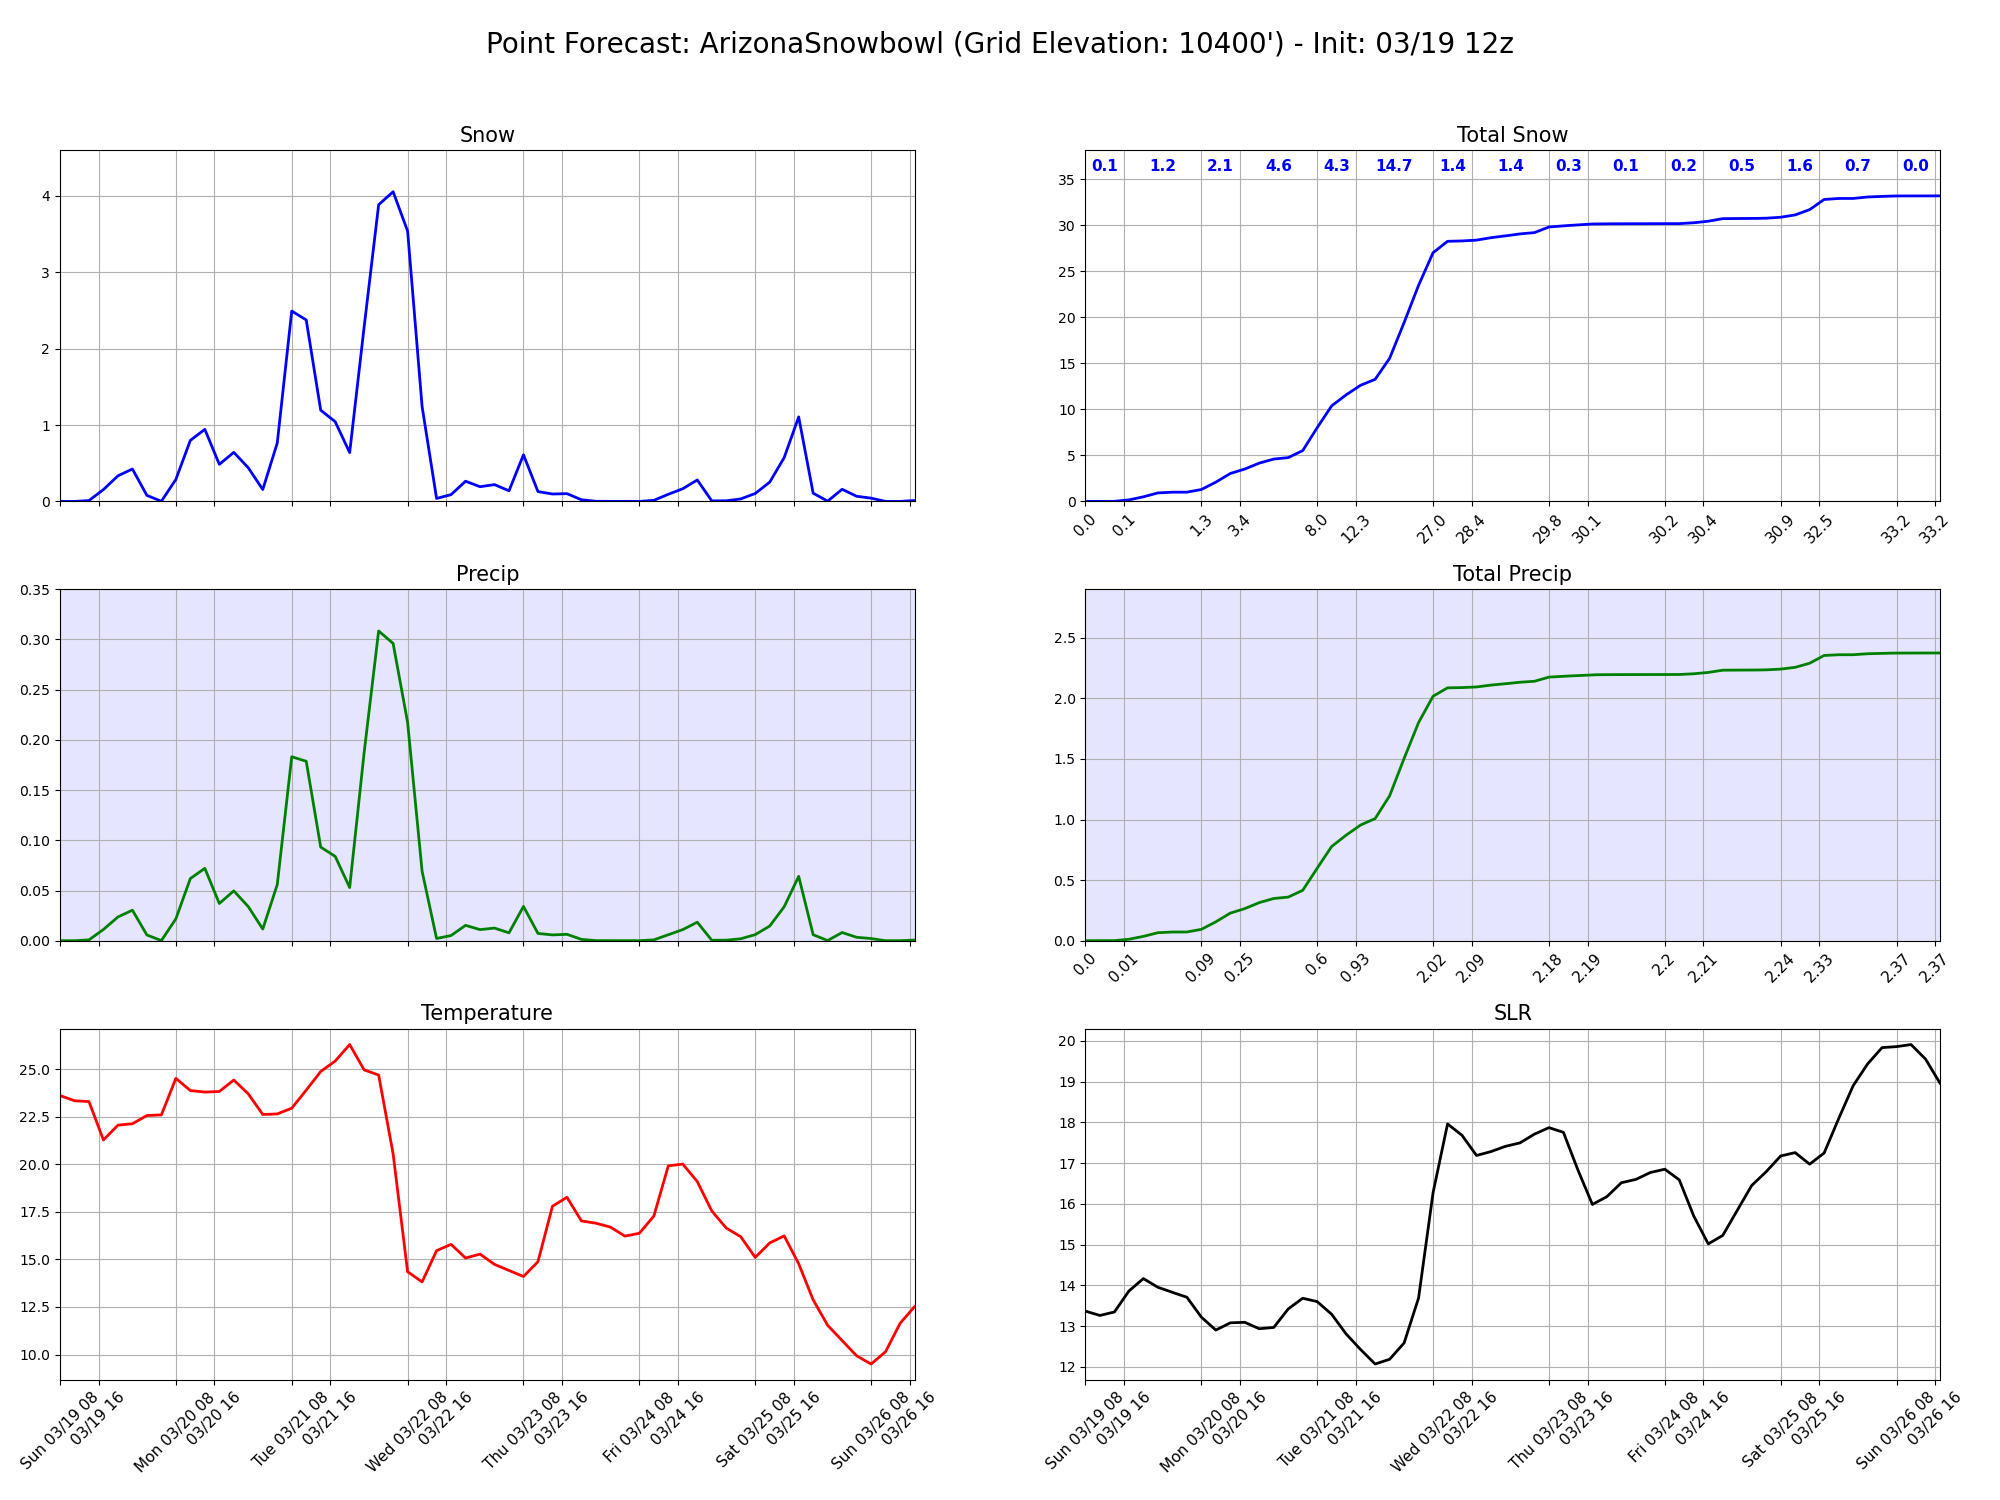 Point Forecast: ArizonaSnowbowl (Grid Elevation: 10400') - Init: 03/19 12z
Snow
4
3
2
1
0
Total Snow
0.1 1.2 2.1 4.6 4.3 14.7 1.4 1.4 0.3 0.1 0.2 0.5 1.6 0.7 0.0
35
30
25
20
15
10
5
0
0.0 0.1 1.3 3.4 8.0 12.3 27.0 28.4 29.8 30.1 30.2 30.4 30.9 32.5 33.2 33.2
Precip
0.35
0.30
0.25
0.20
0.15
0.10
0.05
0.00
Total Precip
2.5
2.0
1.5
1.0
0.5
0.0
0.0 0.01 0.09 0.25 0.6 0.93 2.02 2.09 2.18 2.19 2.2 2.21 2.24 2.33 2.37 2.37
Temperature
25.0
22.5
20.0
17.5
15.0
12.5
10.0
Sun 03/19 08
03/19 16
Mon 03/20 08
03/20 16
Tue 03/21 08
03/21 16
Wed 03/22 08
03/22 16
Thu 03/23 08
03/23 16
Fri 03/24 08
03/24 16
Sat 03/25 08
03/25 16
Sun 03/26 08
03/26 16
SLR
20
19
18
17
16
15
14
13
12
Sun 03/19 08
03/19 16
Mon 03/20 08
03/20 16
Tue 03/21 08
03/21 16
Wed 03/22 08
03/22 16
Thu 03/23 08
03/23 16
Fri 03/24 08
03/24 16
Sat 03/25 08
03/25 16
Sun 03/26 08
03/26 16